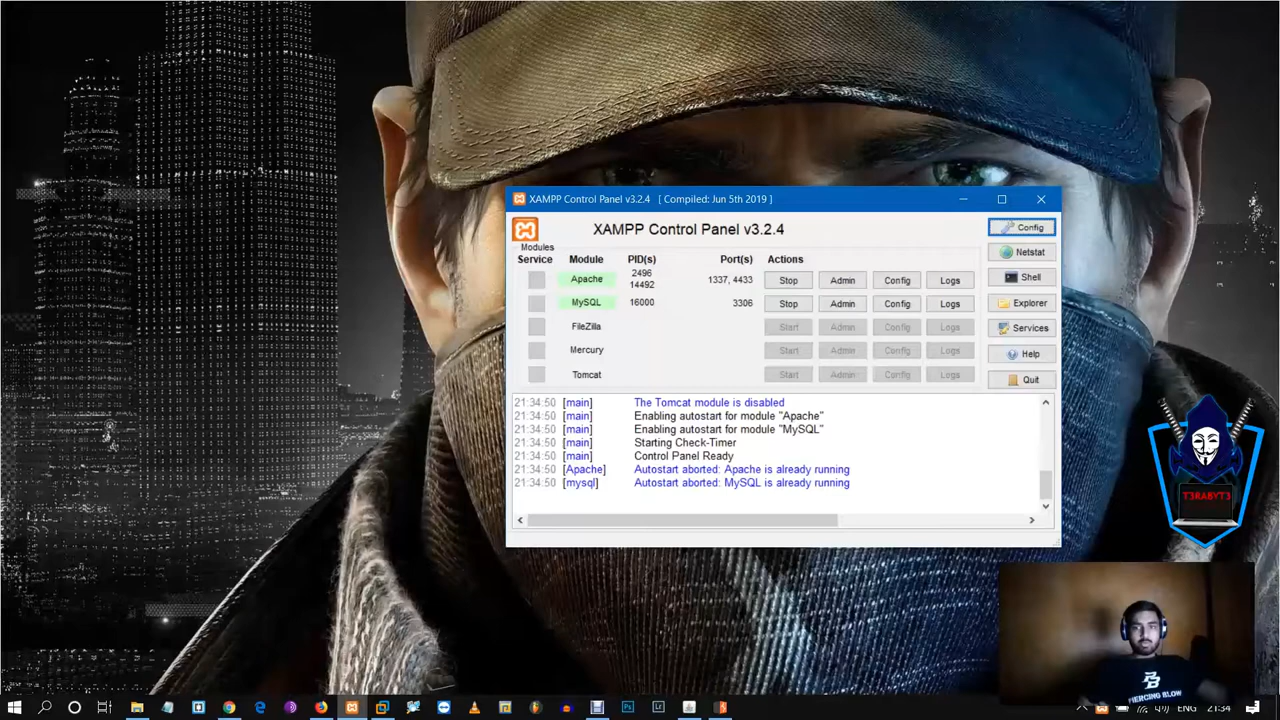 XAMPP Control Panel v3.2.4 [ Compiled: Jun 5th 2019 ]
XAMPP Control Panel v3.2.4
Config
Modules
Service Module PID(s) Port(s) Actions
Netstat
Apache 2496 14492 1337, 4433 Stop Admin Config Logs
Shell
MySQL 16000 3306 Stop Admin Config Logs
Explorer
FileZilla Start Admin Config Logs
Services
Mercury Start Admin Config Logs
Help
Tomcat Start Admin Config Logs
Quit
21:34:50 [main] The Tomcat module is disabled
21:34:50 [main] Enabling autostart for module "Apache"
21:34:50 [main] Enabling autostart for module "MySQL"
21:34:50 [main] Starting Check-Timer
21:34:50 [main] Control Panel Ready
21:34:50 [Apache] Autostart aborted: Apache is already running
21:34:50 [mysql] Autostart aborted: MySQL is already running
T3RABYT3
PIERCING BLOW
ENG 21:34